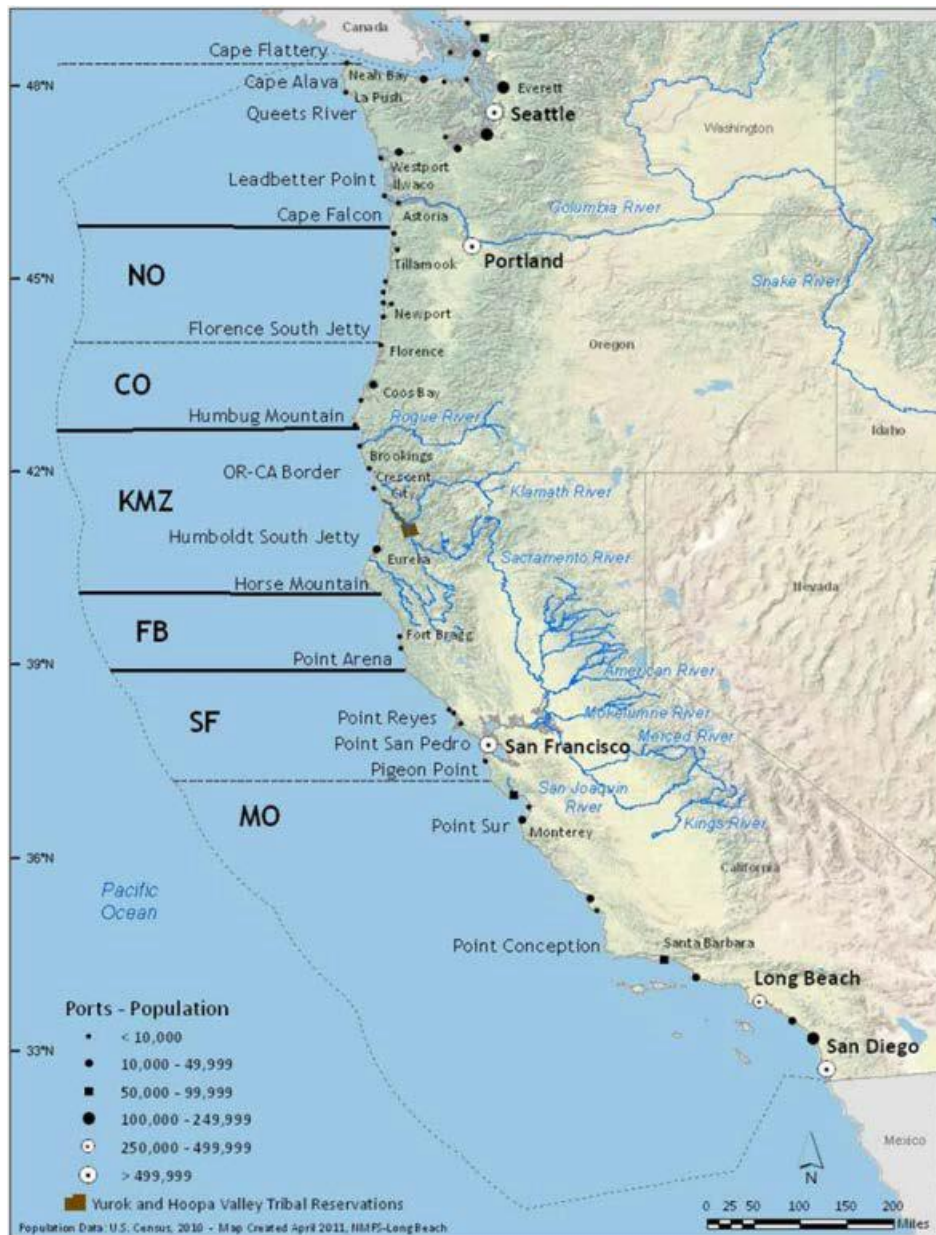 Canada
Cape Flattery
48°N
Cape Alava
Neah Bay
La Push
Everett
Queets River
Seattle
Washington
Westport
Leadbetter Point
Ilwaco
Cape Falcon
Astoria
Columbia River
NO
Tillamook
Portland
45°N
Snake River
Newport
Florence South Jetty
Florence
Oregon
CO
Coos Bay
Humbug Mountain
Rogue River
Idaho
Brookings
42°N
OR-CA Border
Crescent
City
Klamath River
KMZ
Humboldt South Jetty
Eureka
Sacramento River
Horse Mountain
Nevada
FB
Fort Bragg
39°N
Point Arena
American River
SF
Point Reyes
Mokelumne River
Point San Pedro
San Francisco
Merced River
Pigeon Point
San Joaquin
River
MO
Point Sur
Monterey
Kings River
36°N
California
Pacific
Ocean
Point Conception
Santa Barbara
Long Beach
Ports - Population
< 10,000
33°N
10,000 - 49,999
San Diego
50,000 - 99,999
100,000 - 249,999
250,000 - 499,999
Mexico
> 499,999
N
Yurok and Hoopa Valley Tribal Reservations
0 25 50 100 150 200
Miles
Population Data: U.S. Census, 2010 - Map Created April 2011, NMFS-Long Beach